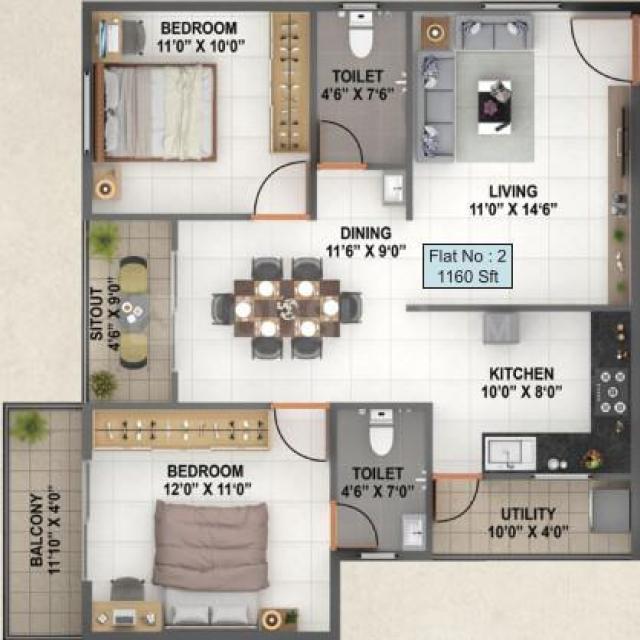 BEDROOM
11'0" X 10'0"
TOILET
4'6" X 7'6"
LIVING
11'0" X 14'6"
DINING
11'6" X 9'0"
Flat No : 2
1160 Sft
SITOUT
4'6" X 9'0"
KITCHEN
10'0" X 8'0"
BEDROOM
12'0" X 11'0"
TOILET
4'6" X 7'0"
UTILITY
10'0" X 4'0"
BALCONY
11'10" X 4'0"